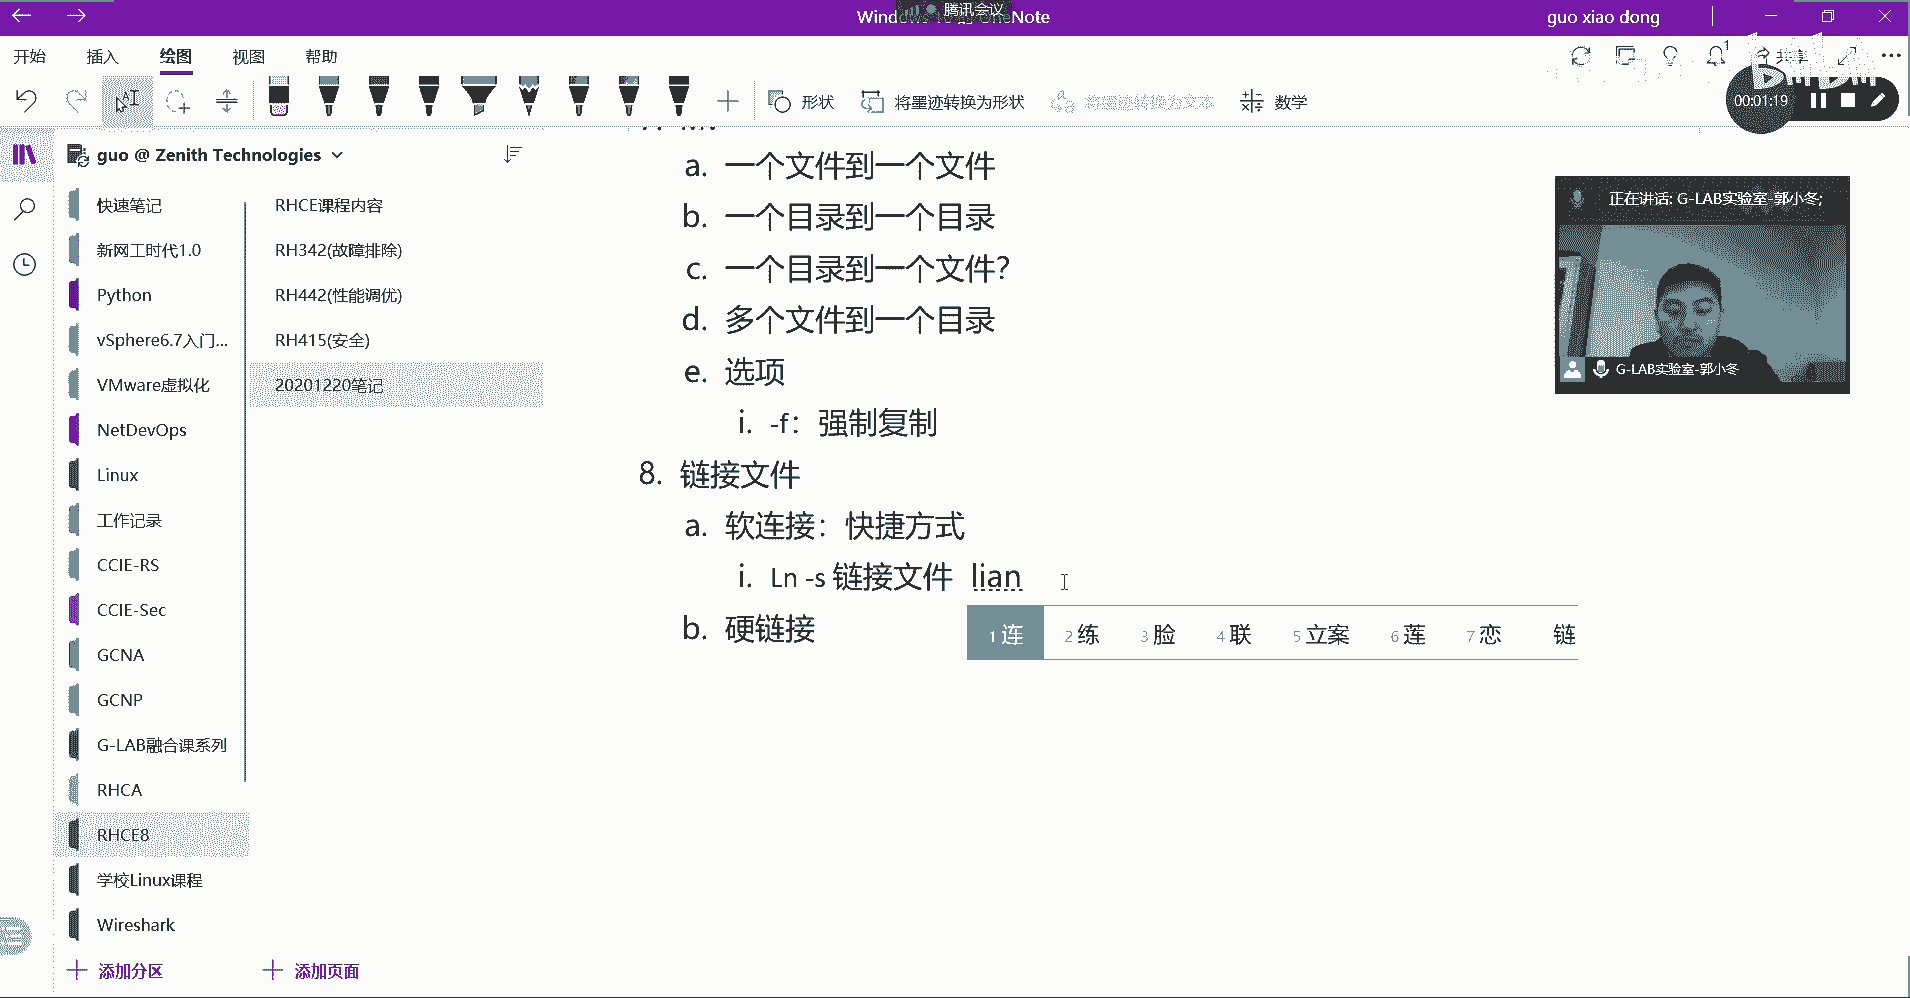 腾讯会议
guo xiao dong
开始 插入 绘图 视图 帮助
形状 将墨迹转换为形状 将墨迹转换为文本 数学
00:01:19
guo @ Zenith Technologies
快速笔记
新网工时代1.0
Python
vSphere6.7入门...
VMware虚拟化
NetDevOps
Linux
工作记录
CCIE-RS
CCIE-Sec
GCNA
GCNP
G-LAB融合课系列
RHCA
RHCE8
学校Linux课程
Wireshark
添加分区
RHCE课程内容
RH342(故障排除)
RH442(性能调优)
RH415(安全)
20201220笔记
添加页面
a. 一个文件到一个文件
b. 一个目录到一个目录
c. 一个目录到一个文件？
d. 多个文件到一个目录
e. 选项
i. -f：强制复制
8. 链接文件
a. 软连接：快捷方式
i. Ln -s 链接文件 lian
b. 硬链接
1 连 2 练 3 脸 4 联 5 立案 6 莲 7 恋 链
正在讲话: G-LAB实验室-郭小冬;
G-LAB实验室-郭小冬